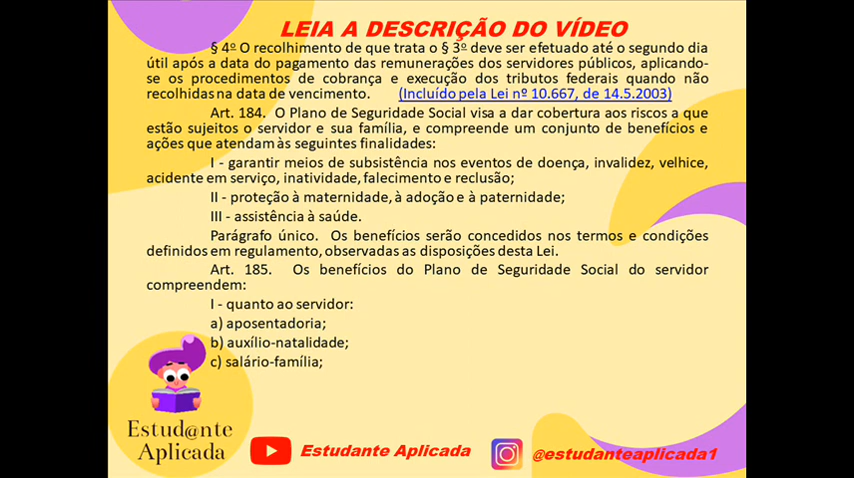 LEIA A DESCRIÇÃO DO VÍDEO
§ 4º O recolhimento de que trata o § 3º deve ser efetuado até o segundo dia
útil após a data do pagamento das remunerações dos servidores públicos, aplicando-
se os procedimentos de cobrança e execução dos tributos federais quando não
recolhidas na data de vencimento. (Incluído pela Lei nº 10.667, de 14.5.2003)
Art. 184. O Plano de Seguridade Social visa a dar cobertura aos riscos a que
estão sujeitos o servidor e sua família, e compreende um conjunto de benefícios e
ações que atendam às seguintes finalidades:
I - garantir meios de subsistência nos eventos de doença, invalidez, velhice,
acidente em serviço, inatividade, falecimento e reclusão;
II - proteção à maternidade, à adoção e à paternidade;
III - assistência à saúde.
Parágrafo único. Os benefícios serão concedidos nos termos e condições
definidos em regulamento, observadas as disposições desta Lei.
Art. 185. Os benefícios do Plano de Seguridade Social do servidor
compreendem:
I - quanto ao servidor:
a) aposentadoria;
b) auxílio-natalidade;
c) salário-família;
Estud@nte
Aplicada
Estudante Aplicada
@estudanteaplicada1